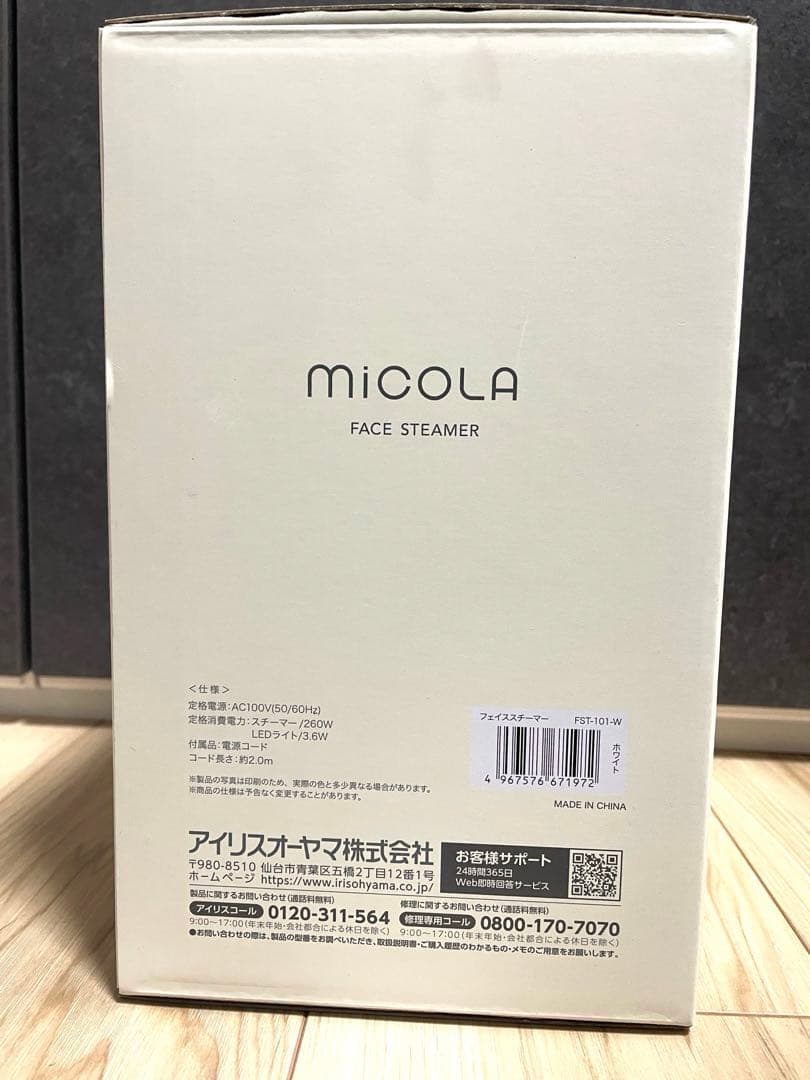 miCOLA
FACE STEAMER
＜仕様＞
定格電源：AC100V(50/60Hz)
定格消費電力：スチーマー/260W
LEDライト/3.6W
付属品：電源コード
コード長さ：約2.0m
※製品の写真は印刷のため、実際の色と多少異なる場合があります。
※商品の仕様は予告なく変更することがあります。
フェイススチーマー FST-101-W
ホワイト
4 967576 671972
MADE IN CHINA
アイリスオーヤマ株式会社
〒980-8510 仙台市青葉区五橋2丁目12番1号
ホームページ https://www.irisohyama.co.jp/
お客様サポート
24時間365日
Web即時回答サービス
製品に関するお問い合わせ(通話料無料)
アイリスコール 0120-311-564
9:00〜17:00(年末年始・会社都合による休日を除く)
修理に関するお問い合わせ(通話料無料)
修理専用コール 0800-170-7070
9:00〜17:00(年末年始・会社都合による休日を除く)
●お問い合わせの際は、製品の型番をお調べいただき、取扱説明書・ご購入履歴のわかるもの・メモのご用意をお願いします。